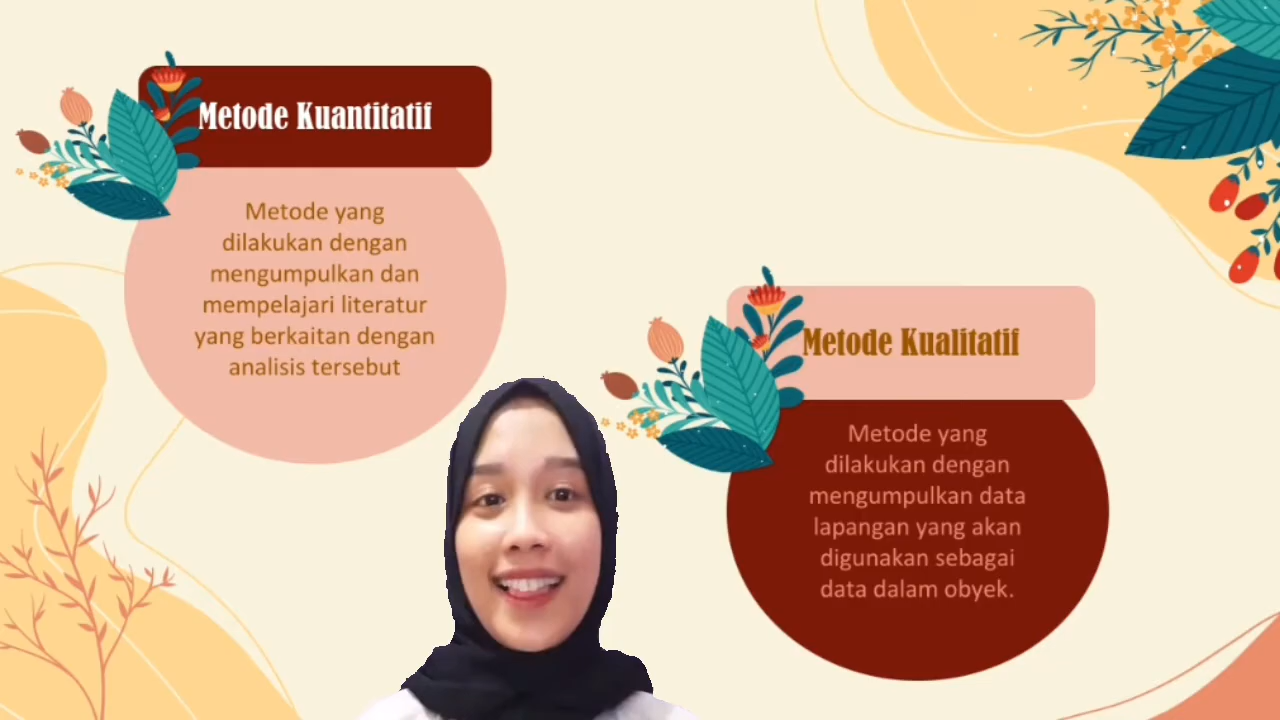 Metode Kuantitatif
Metode yang
dilakukan dengan
mengumpulkan dan
mempelajari literatur
yang berkaitan dengan
analisis tersebut
Metode Kualitatif
Metode yang
dilakukan dengan
mengumpulkan data
lapangan yang akan
digunakan sebagai
data dalam obyek.